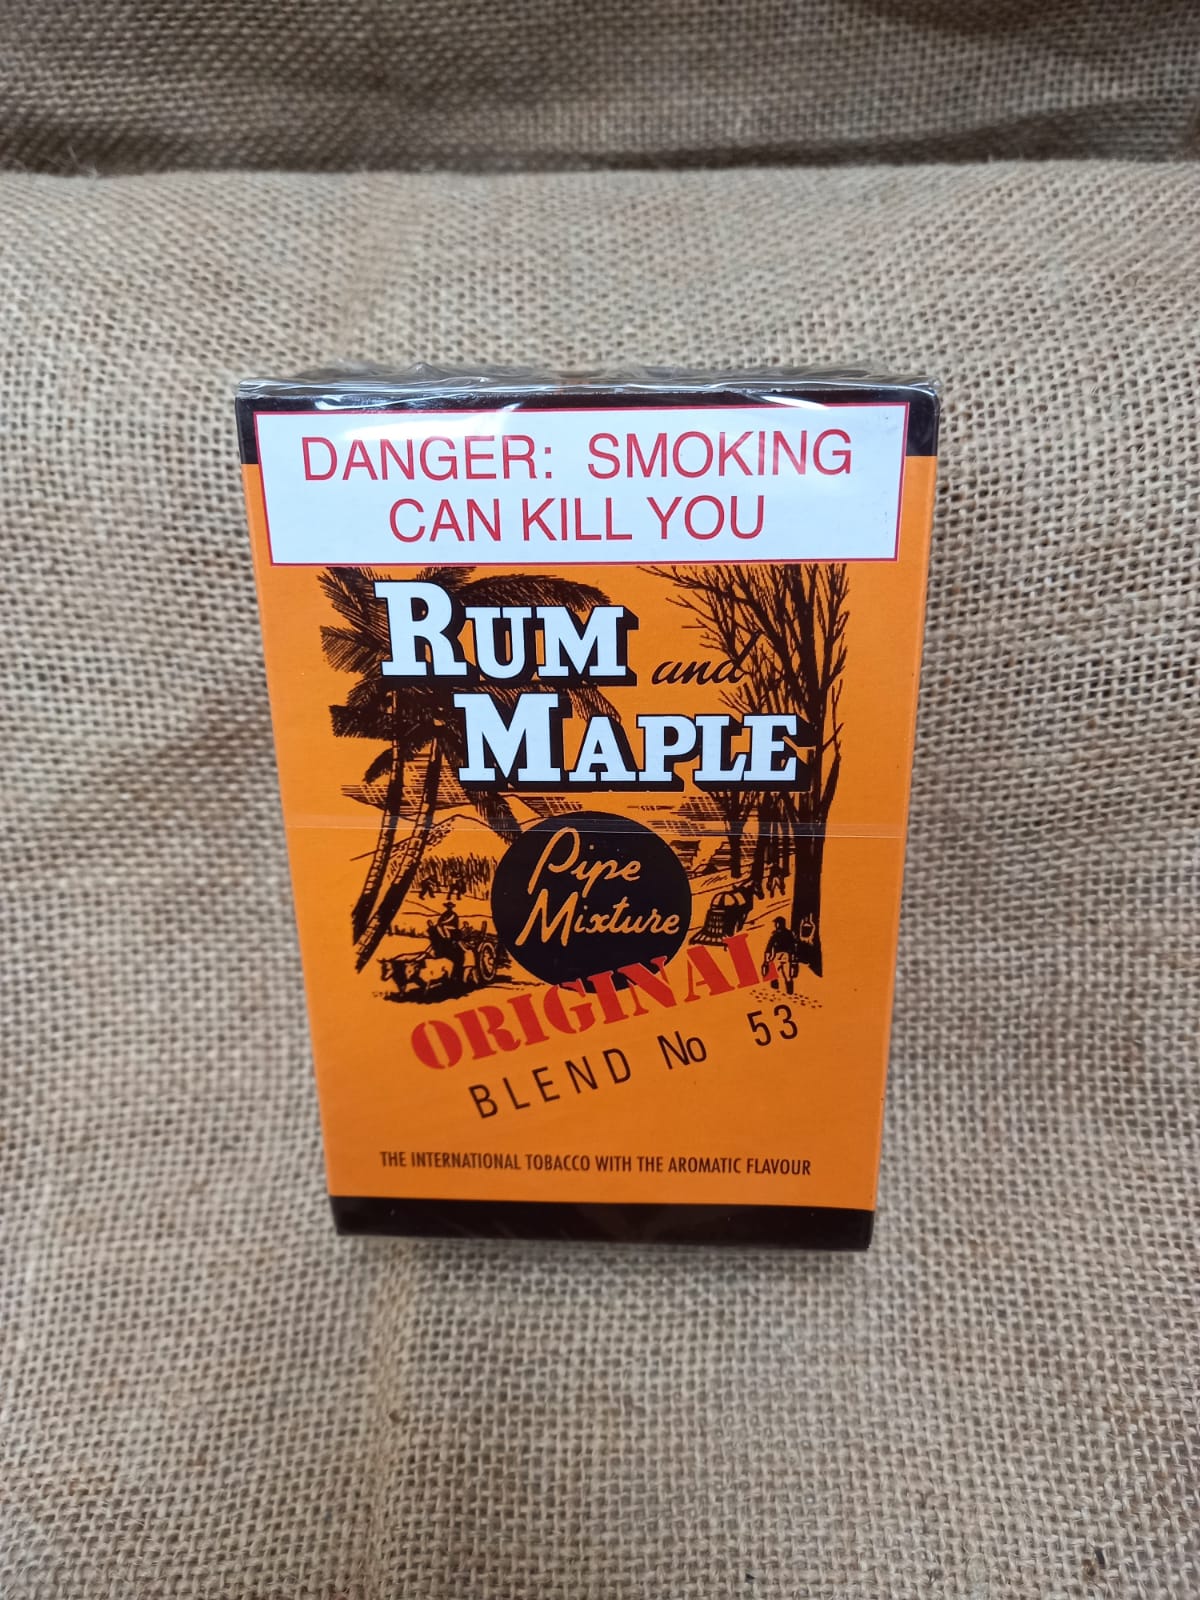 DANGER: SMOKING
CAN KILL YOU
RUM and
MAPLE
Pipe
Mixture
ORIGINAL
BLEND No 53
THE INTERNATIONAL TOBACCO WITH THE AROMATIC FLAVOUR